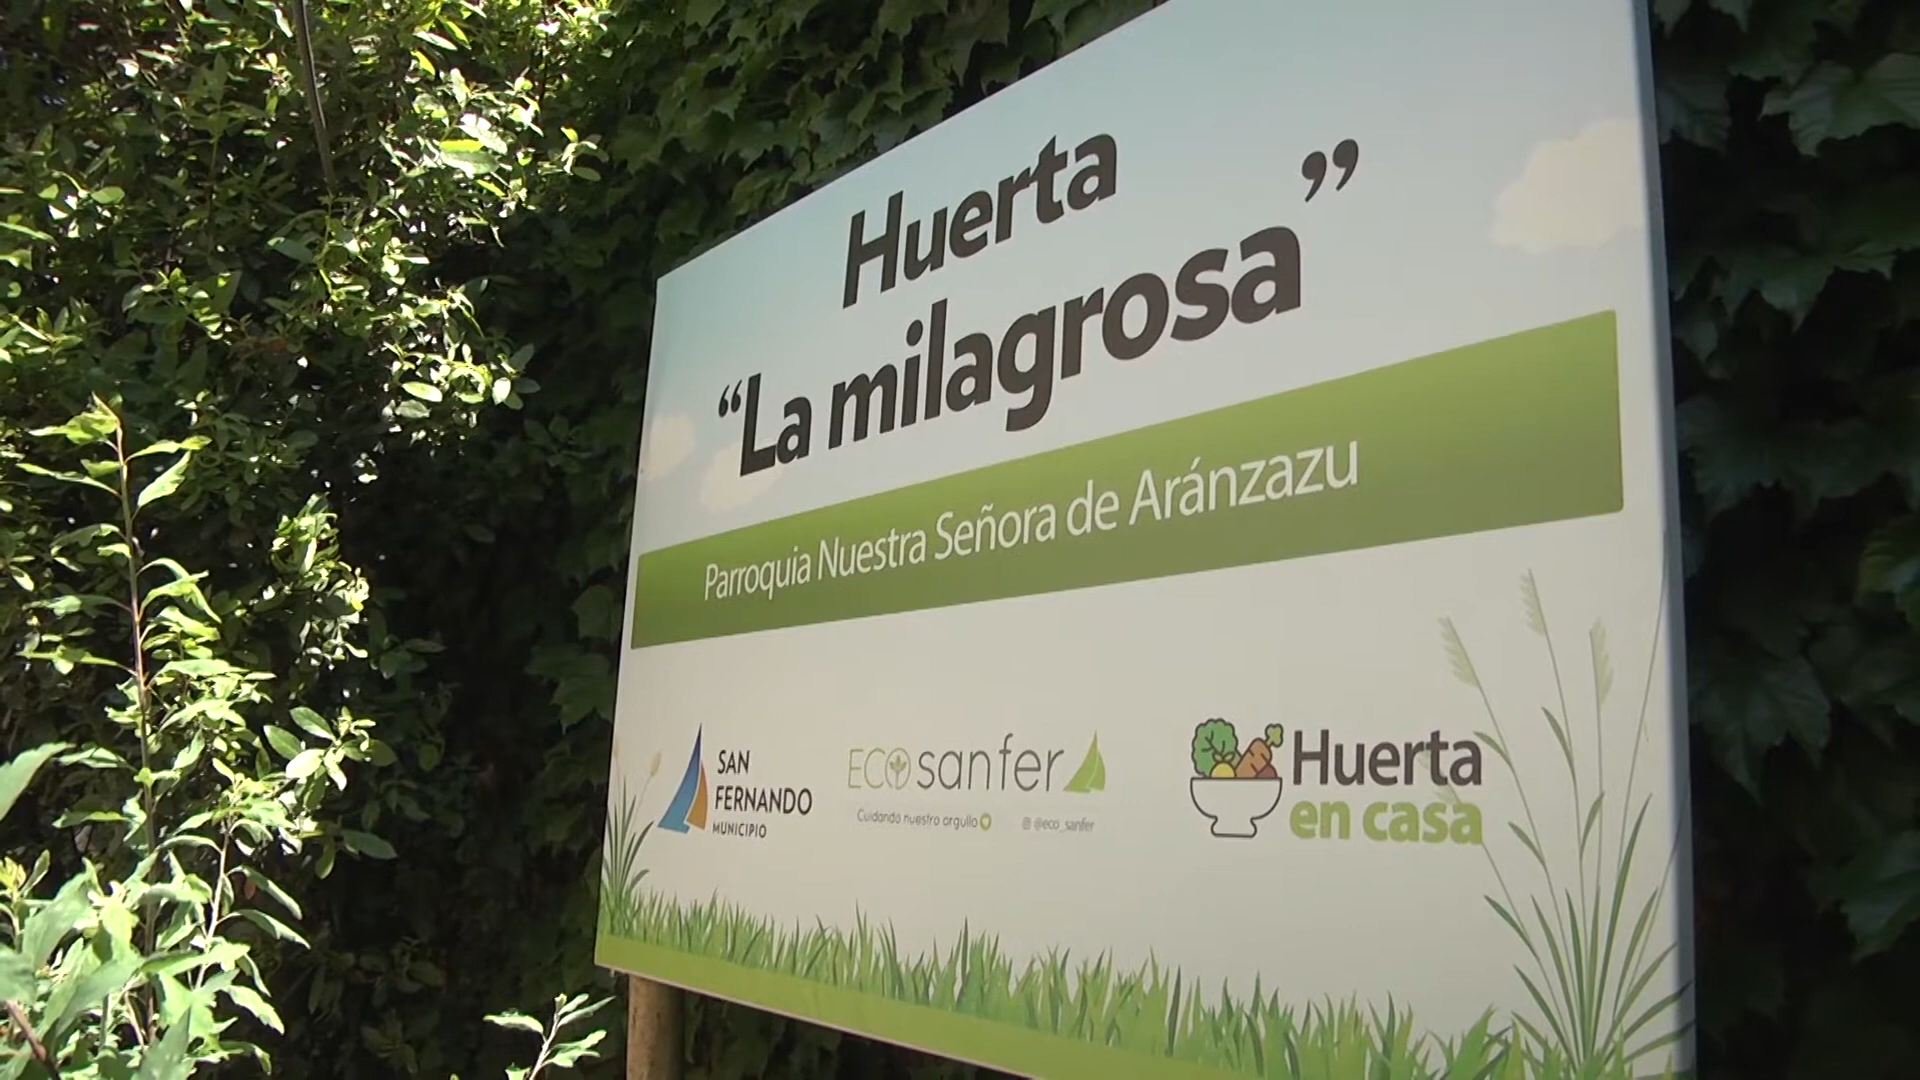 Huerta
“La milagrosa”
Parroquia Nuestra Señora de Aránzazu
SAN
FERNANDO
MUNICIPIO
ECO sanfer
Cuidando nuestro orgullo
@eco_sanfer
Huerta
en casa